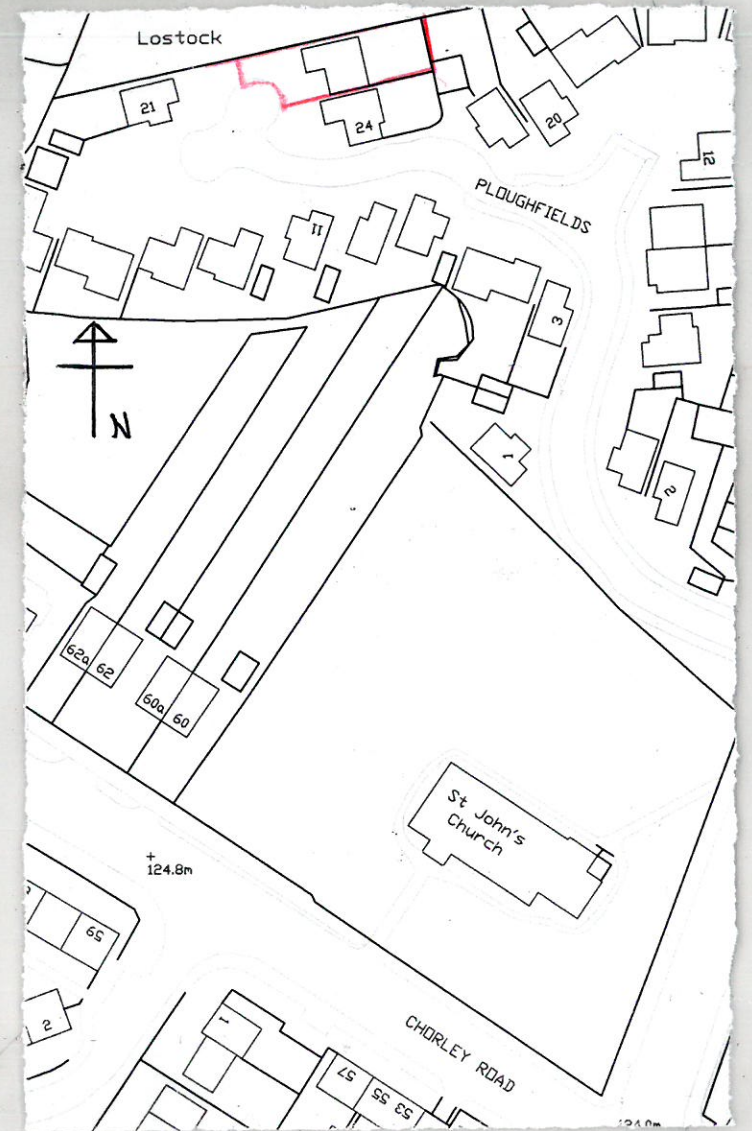 Lostock
21
24
20
12
PLOUGHFIELDS
11
3
N
1
2
62a 62
60a 60
St John's
Church
124.8m
59
2
1
CHORLEY ROAD
57
55
53